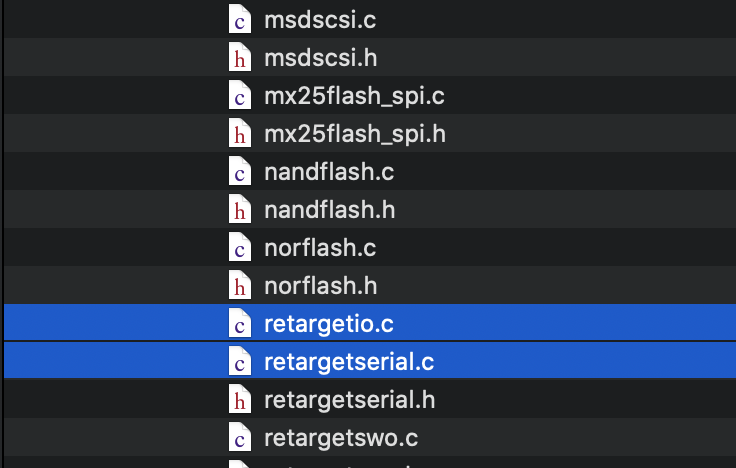 c msdscsi.c
h msdscsi.h
c mx25flash_spi.c
h mx25flash_spi.h
c nandflash.c
h nandflash.h
c norflash.c
h norflash.h
c retargetio.c
c retargetserial.c
h retargetserial.h
c retargetswo.c